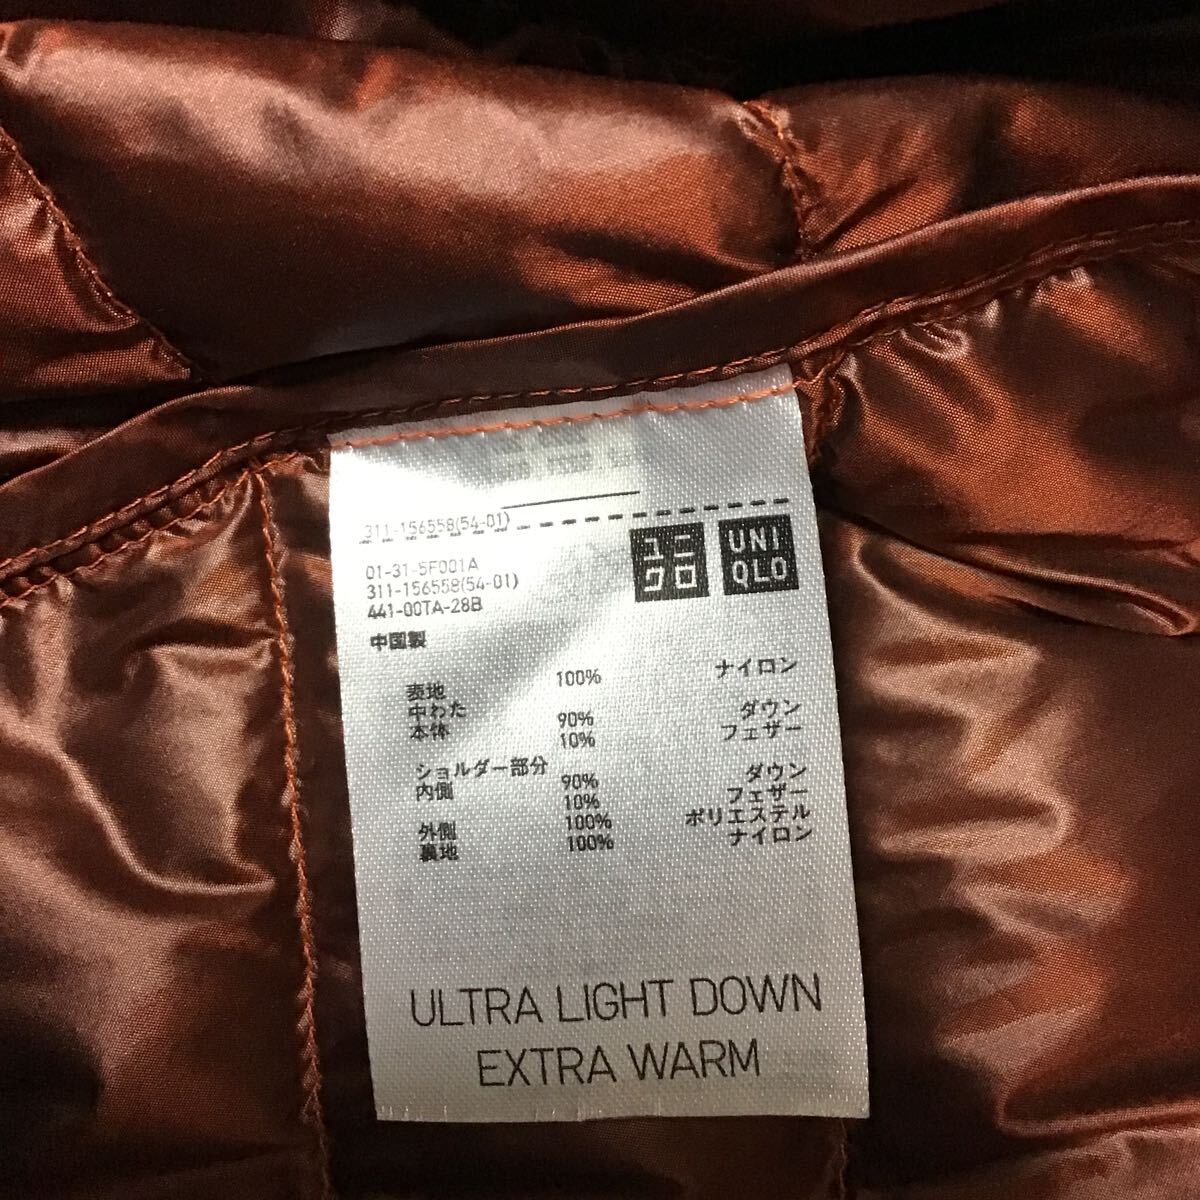 311-156558(54-01)
ユニ
クロ
UNI
QLO
01-31-5F001A
311-156558(54-01)
441-00TA-28B
中国製
表地 100% ナイロン
中わた
本体 90% ダウン
10% フェザー
ショルダー部分
内側 90% ダウン
10% フェザー
外側 100% ポリエステル
裏地 100% ナイロン
ULTRA LIGHT DOWN
EXTRA WARM